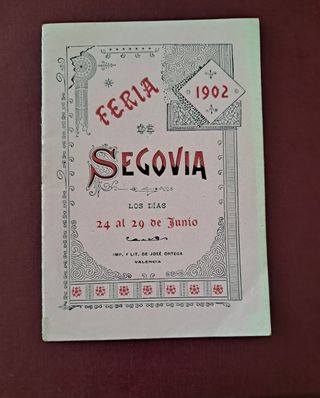 FERIA
1902
DE
SEGOVIA
LOS DÍAS
24 al 29 de Junio
IMP. Y LIT. DE JOSÉ ORTEGA
VALENCIA